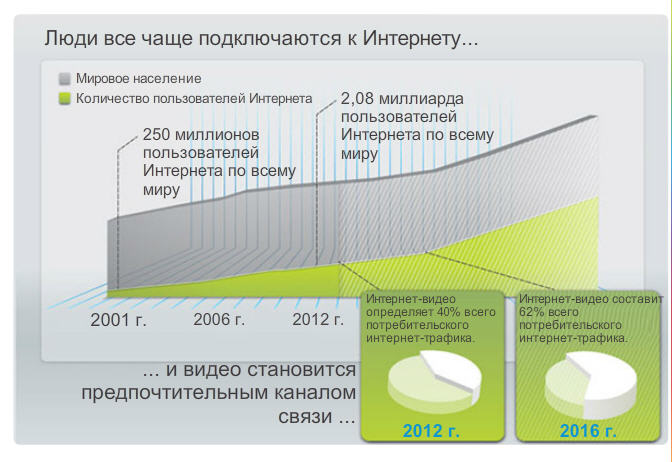 Люди все чаще подключаются к Интернету...
Мировое население
Количество пользователей Интернета
2,08 миллиарда
пользователей
Интернета по всему
миру
250 миллионов
пользователей
Интернета по всему
миру
2001 г.
2006 г.
2012 г.
Интернет-видео
определяет 40% всего
потребительского
интернет-трафика.
2012 г.
Интернет-видео составит
62% всего
потребительского
интернет-трафика.
2016 г.
... и видео становится
предпочтительным каналом
связи ...